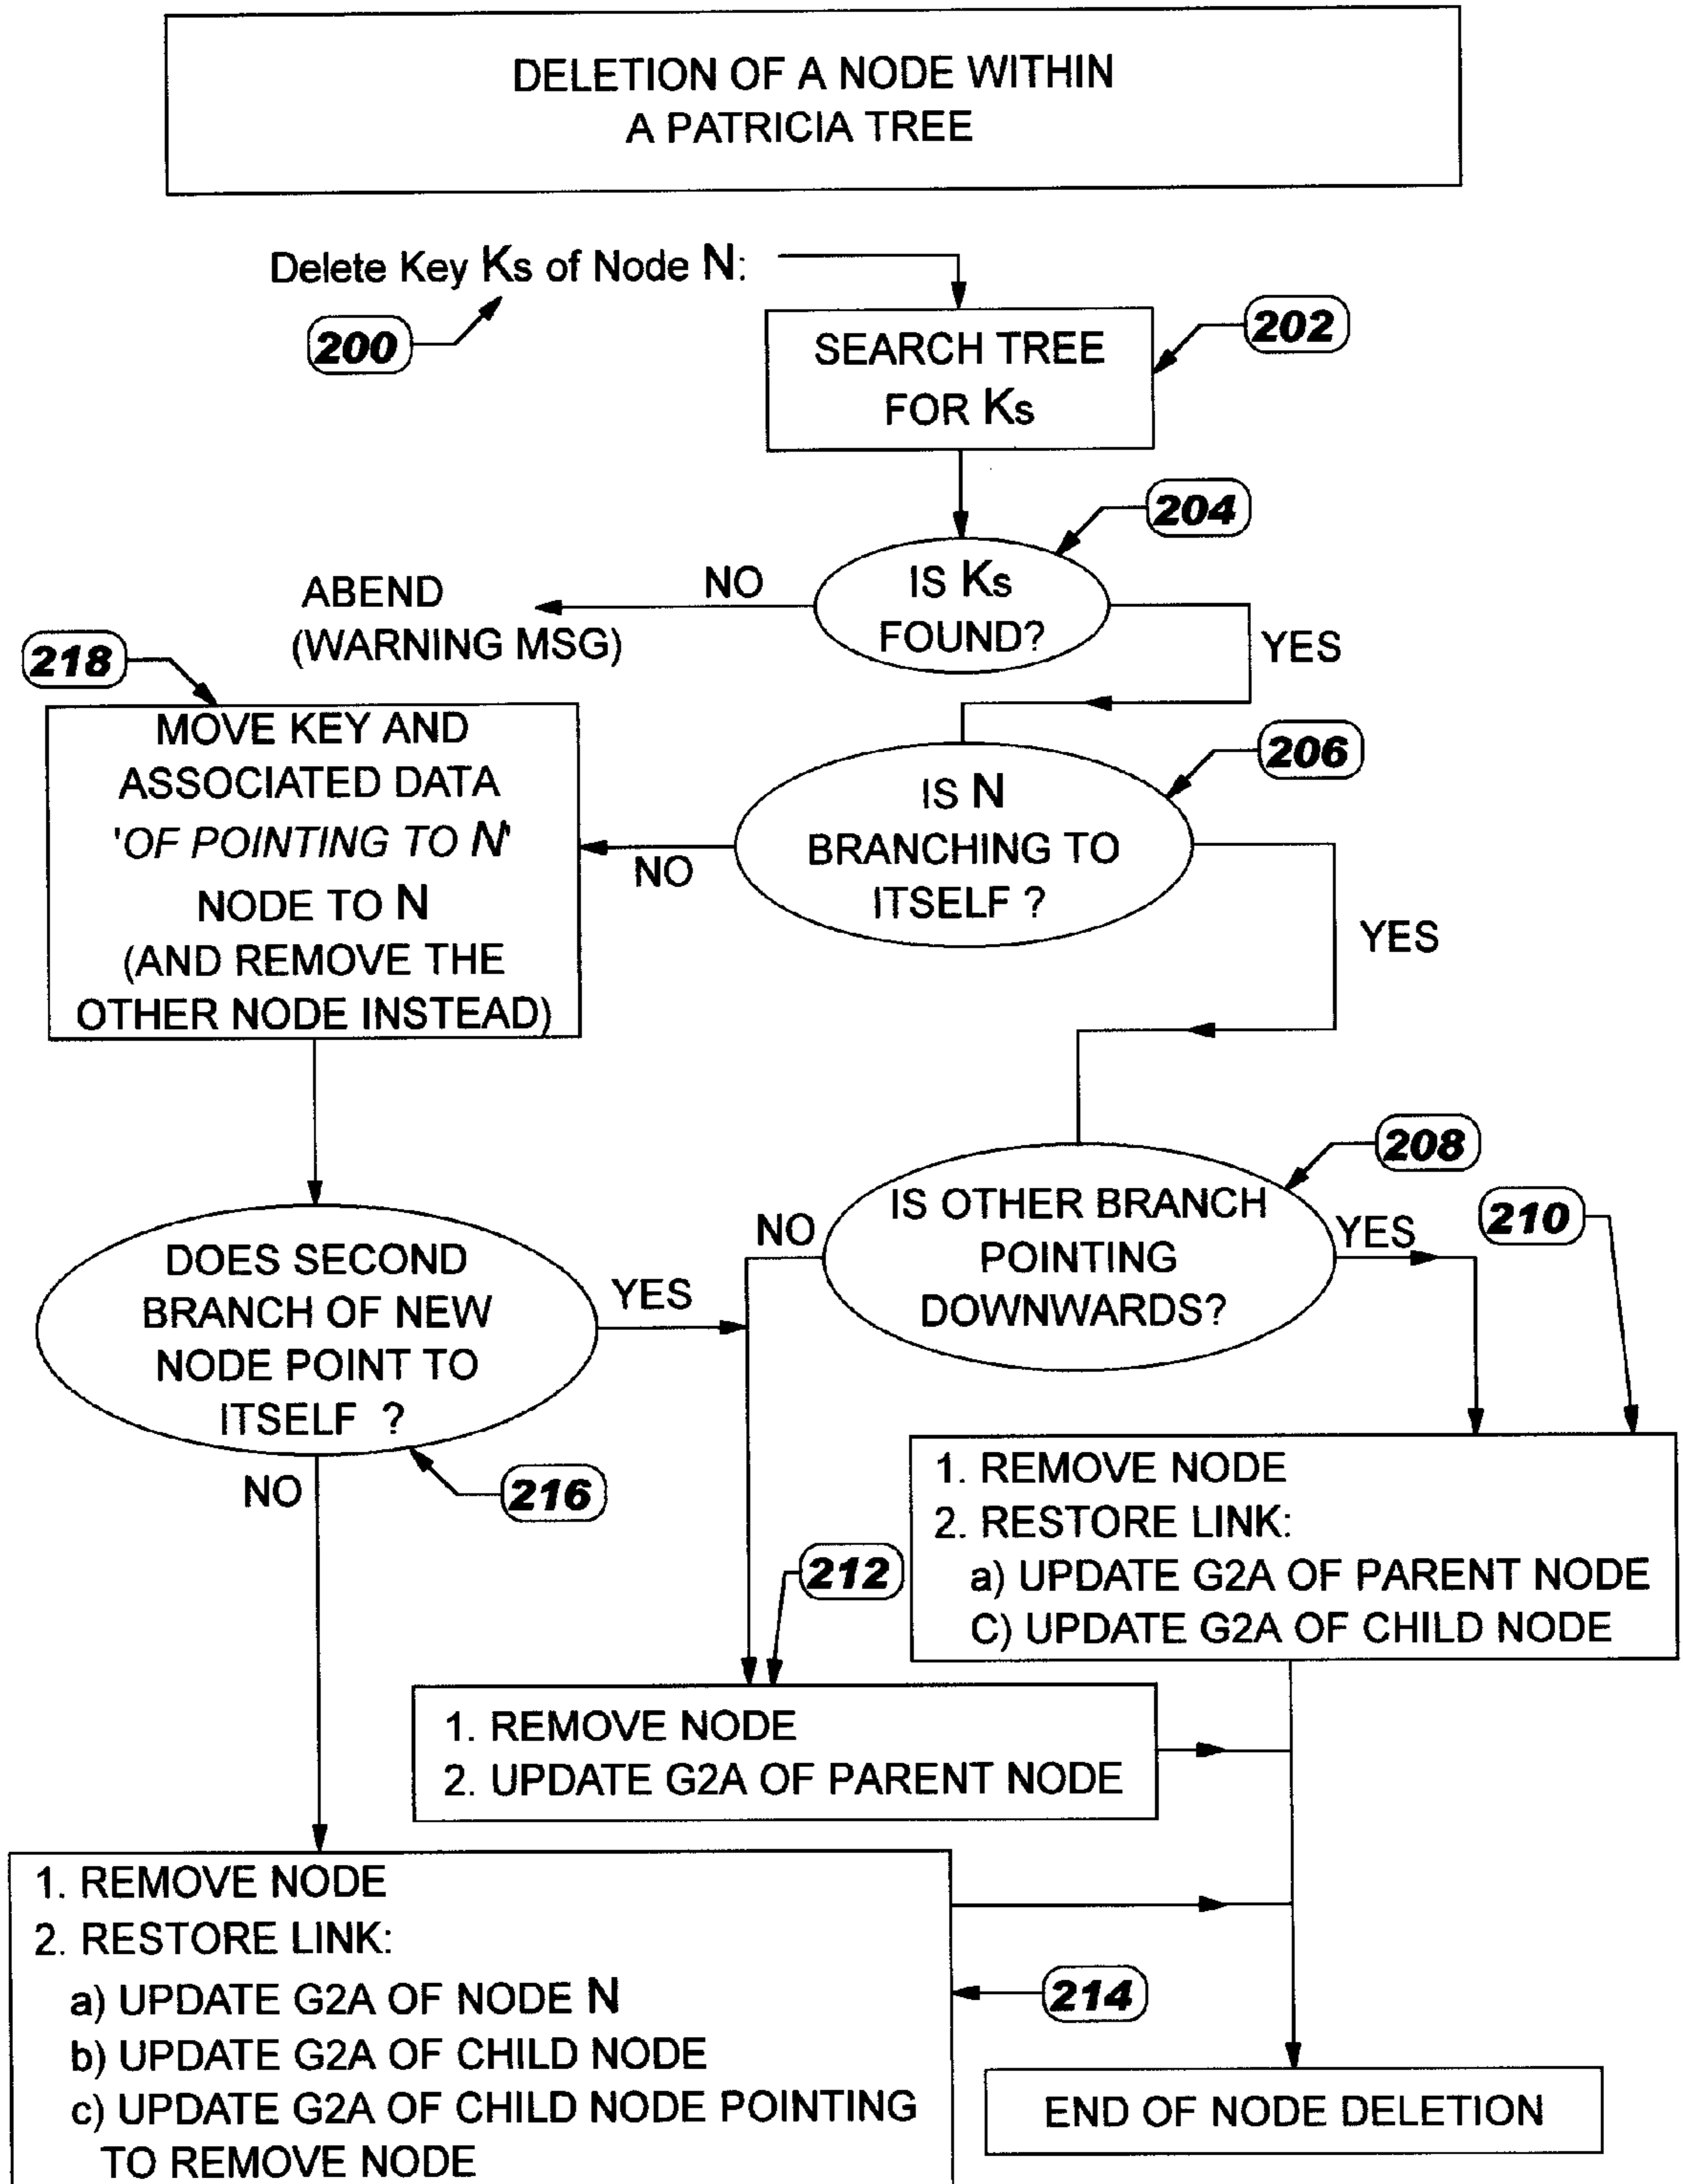 DELETION OF A NODE WITHIN
A PATRICIA TREE
Delete Key Ks of Node N:
200
202
SEARCH TREE
FOR Ks
204
IS Ks
FOUND?
NO
ABEND
(WARNING MSG)
YES
218
MOVE KEY AND
ASSOCIATED DATA
'OF POINTING TO N'
NODE TO N
(AND REMOVE THE
OTHER NODE INSTEAD)
206
IS N
BRANCHING TO
ITSELF ?
NO
YES
208
IS OTHER BRANCH
POINTING
DOWNWARDS?
NO
YES
210
DOES SECOND
BRANCH OF NEW
NODE POINT TO
ITSELF ?
YES
NO
216
1. REMOVE NODE
2. RESTORE LINK:
a) UPDATE G2A OF PARENT NODE
C) UPDATE G2A OF CHILD NODE
212
1. REMOVE NODE
2. UPDATE G2A OF PARENT NODE
1. REMOVE NODE
2. RESTORE LINK:
a) UPDATE G2A OF NODE N
b) UPDATE G2A OF CHILD NODE
c) UPDATE G2A OF CHILD NODE POINTING
TO REMOVE NODE
214
END OF NODE DELETION